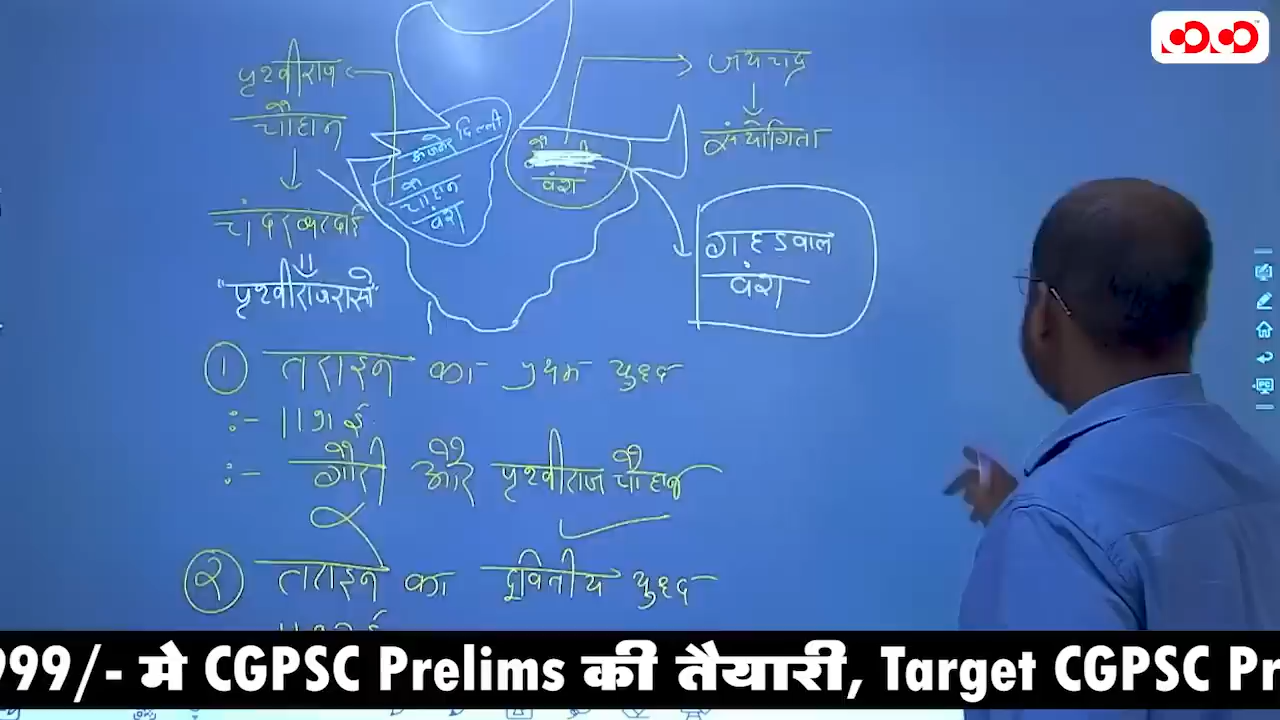 पृथ्वीराज
चौहान
चंदरबरदाई
"पृथ्वीराजरासो"
अजमेर दिल्ली
चौहान
वंश
वंश
जयचंद्र
संयोगिता
गहडवाल
वंश
① तराइन का प्रथम युद्ध
:- 1191 ई.
:- गौरी और पृथ्वीराज चौहान
② तराइन का द्वितीय युद्ध
999/- मे CGPSC Prelims की तैयारी, Target CGPSC Pr